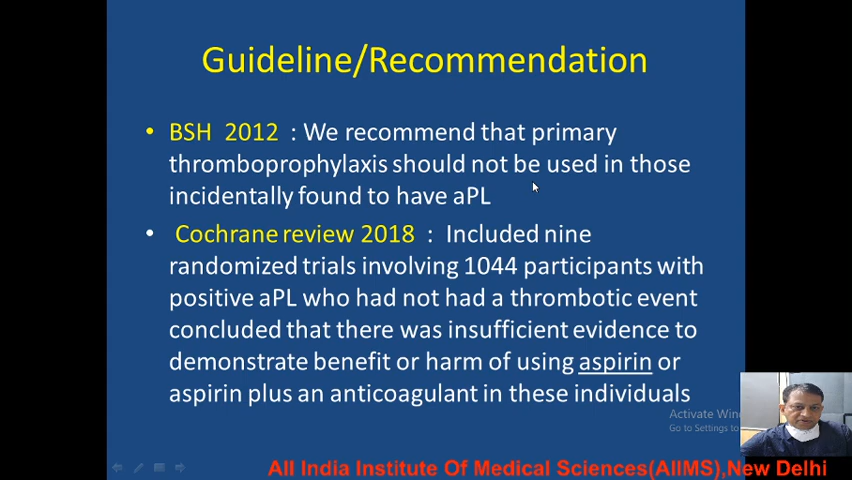 Guideline/Recommendation
• BSH 2012 : We recommend that primary
thromboprophylaxis should not be used in those
incidentally found to have aPL
• Cochrane review 2018 : Included nine
randomized trials involving 1044 participants with
positive aPL who had not had a thrombotic event
concluded that there was insufficient evidence to
demonstrate benefit or harm of using aspirin or
aspirin plus an anticoagulant in these individuals
Activate Win
Go to Settings to
All India Institute Of Medical Sciences(AIIMS),New Delhi